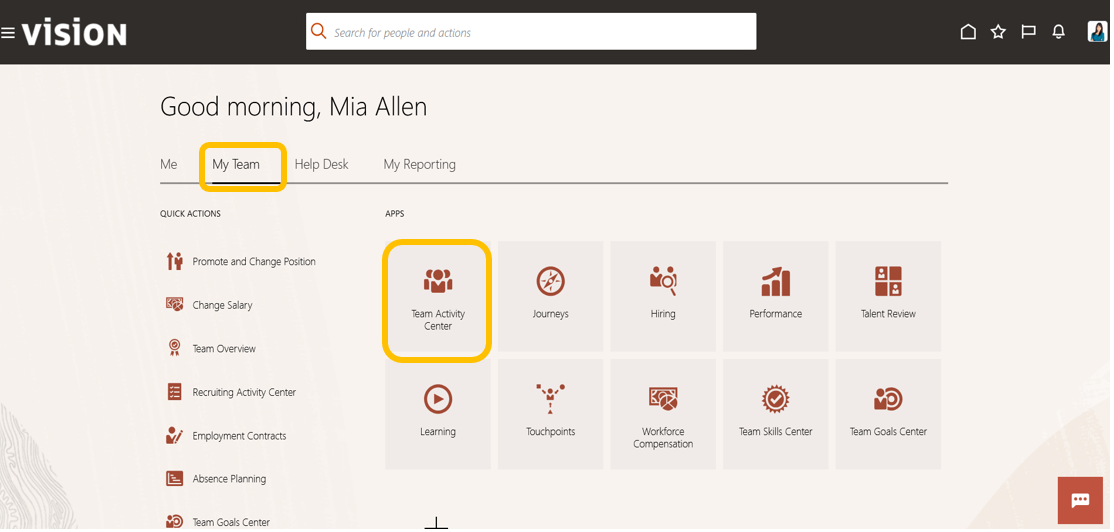 vision
Search for people and actions
Good morning, Mia Allen
Me
My Team
Help Desk
My Reporting
QUICK ACTIONS
Promote and Change Position
Change Salary
Team Overview
Recruiting Activity Center
Employment Contracts
Absence Planning
Team Goals Center
APPS
Team Activity
Center
Journeys
Hiring
Performance
Talent Review
Learning
Touchpoints
Workforce
Compensation
Team Skills Center
Team Goals Center